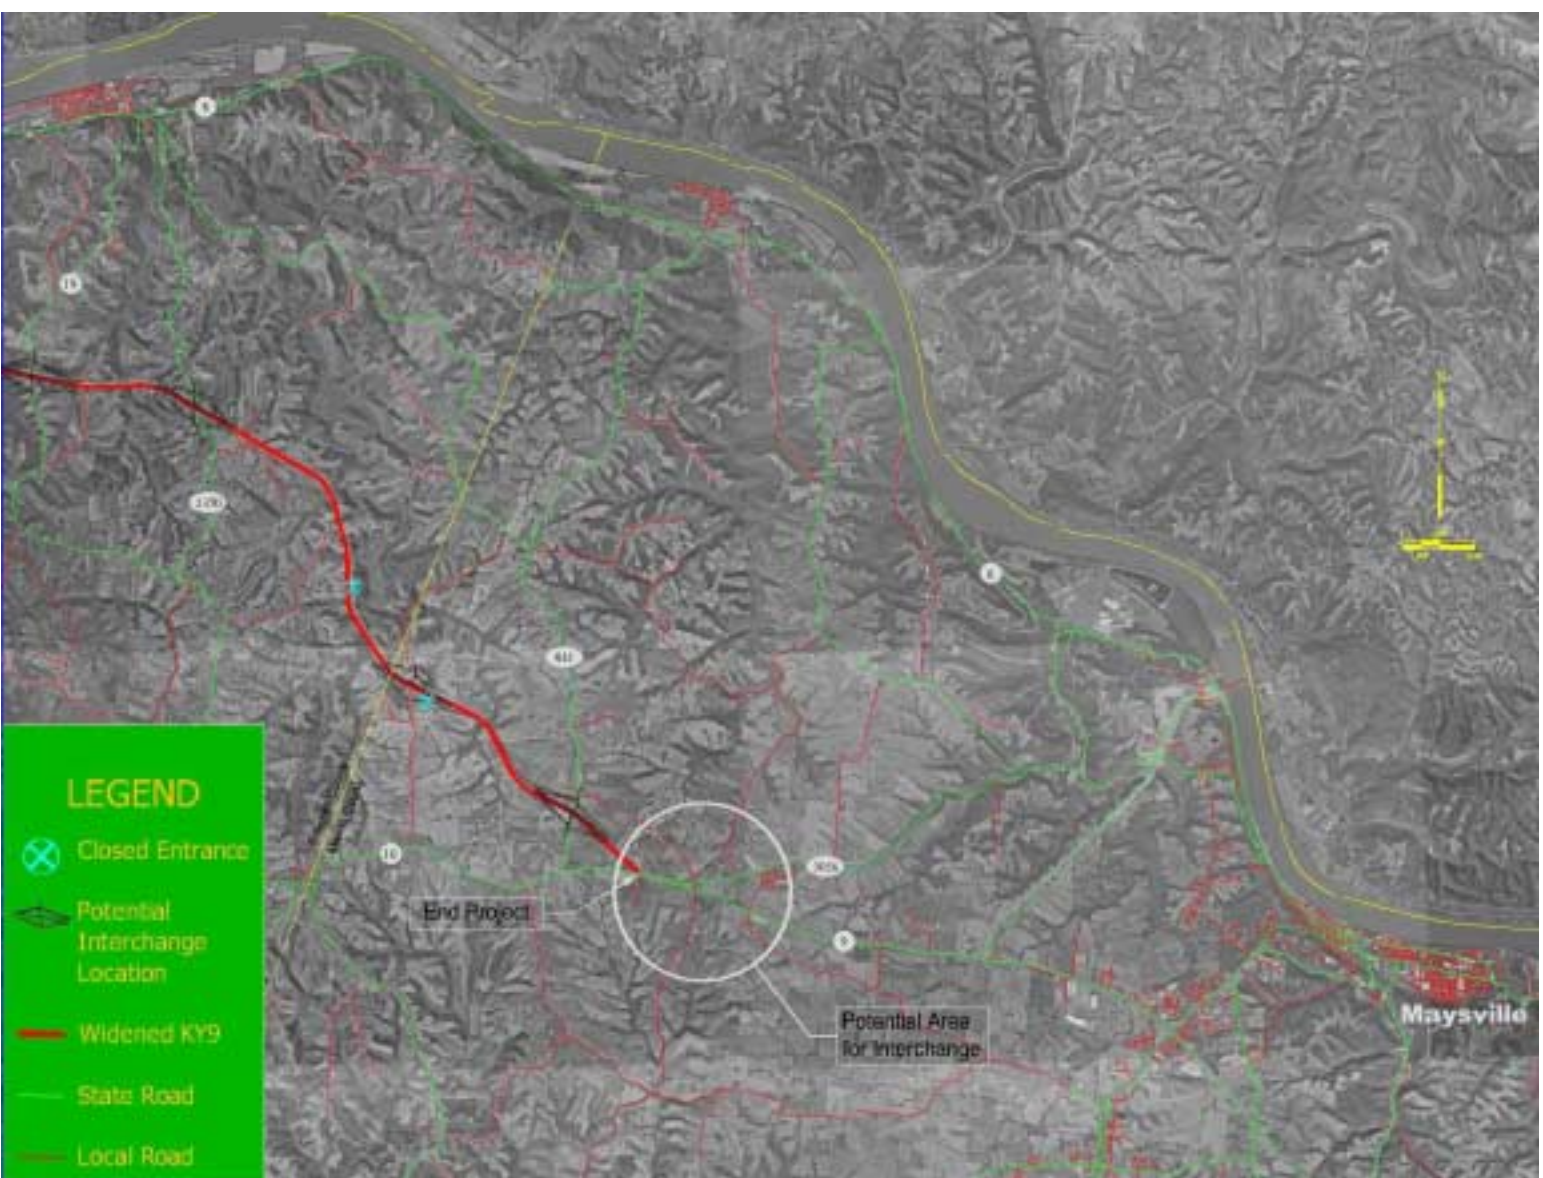 8
10
End Project
9
Potential Area
for Interchange
Maysville
LEGEND
Closed Entrance
Potential
Interchange
Location
Widened KY9
State Road
Local Road